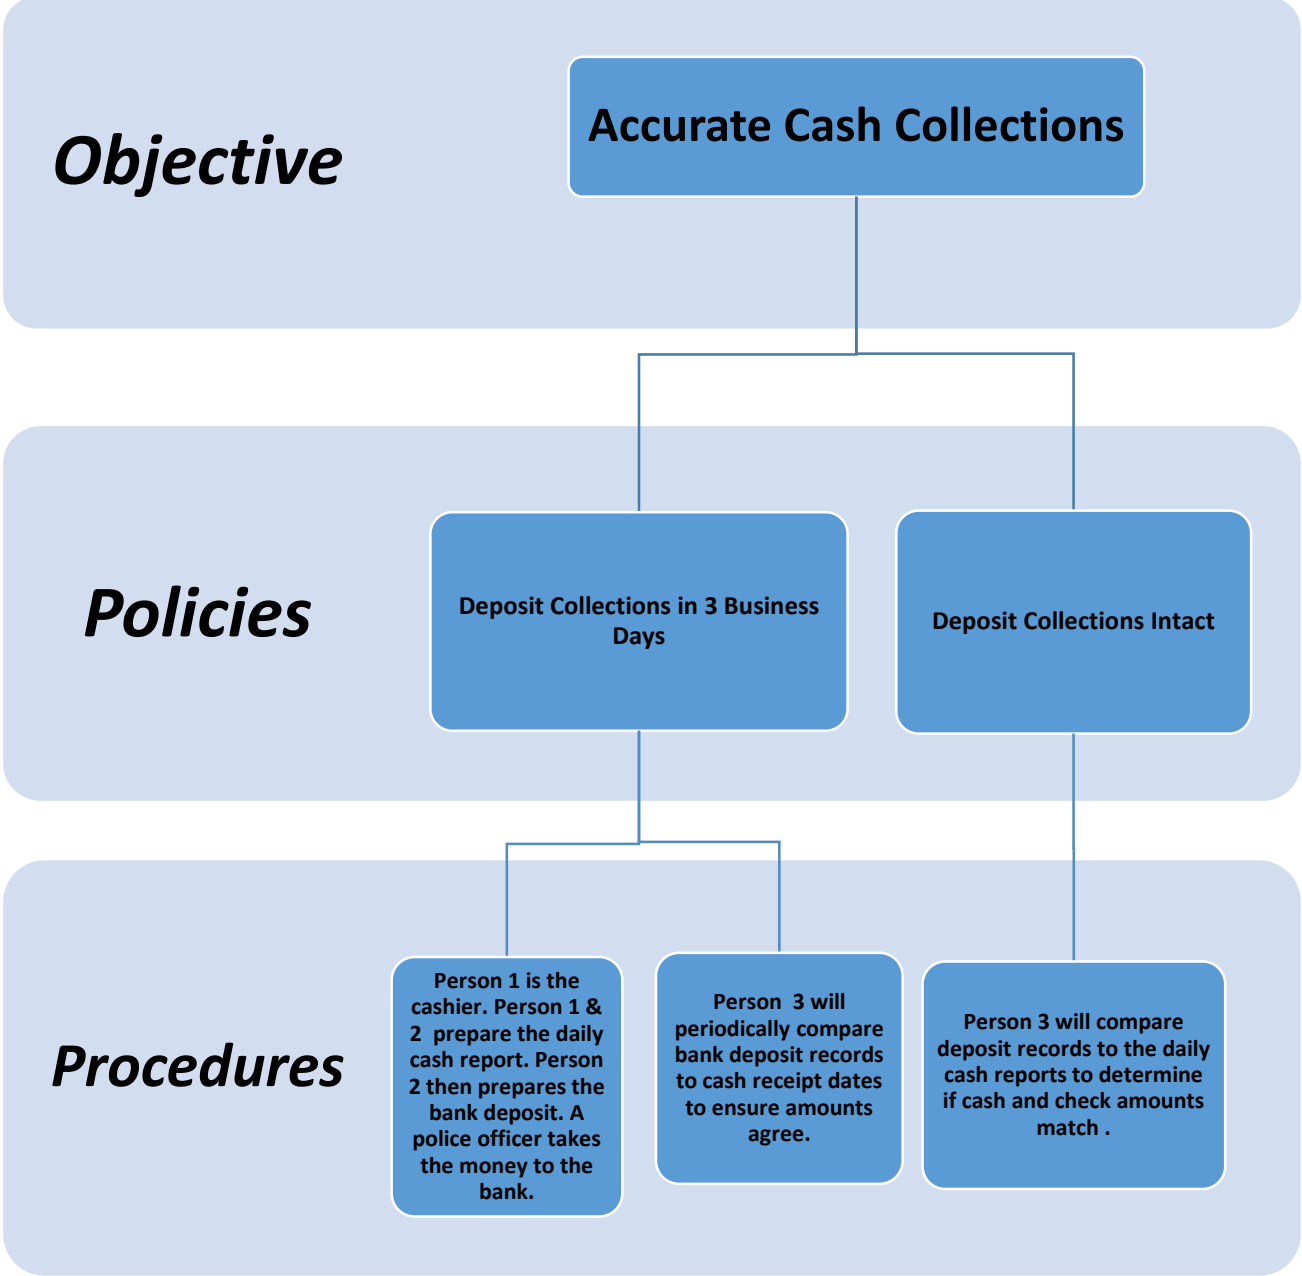 Objective
Accurate Cash Collections
Policies
Deposit Collections in 3 Business
Days
Deposit Collections Intact
Procedures
Person 1 is the
cashier. Person 1 &
2  prepare the daily
cash report. Person
2 then prepares the
bank deposit. A
police officer takes
the money to the
bank.
Person  3 will
periodically compare
bank deposit records
to cash receipt dates
to ensure amounts
agree.
Person 3 will compare
deposit records to the daily
cash reports to determine
if cash and check amounts
match .